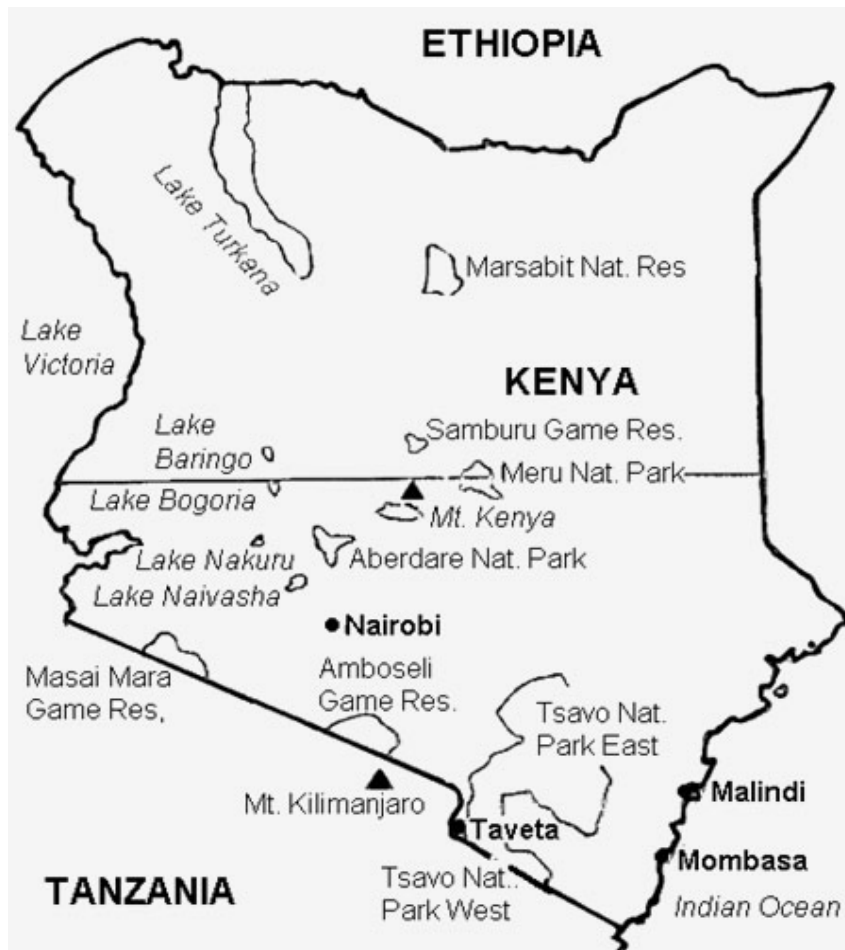 ETHIOPIA
Lake Turkana
Marsabit Nat. Res
Lake
Victoria
KENYA
Lake
Baringo
Samburu Game Res.
Meru Nat. Park
Lake Bogoria
Mt. Kenya
Lake Nakuru
Aberdare Nat. Park
Lake Naivasha
Nairobi
Masai Mara
Game Res,
Amboseli
Game Res.
Tsavo Nat.
Park East
Mt. Kilimanjaro
Malindi
Taveta
Mombasa
TANZANIA
Tsavo Nat..
Park West
Indian Ocean